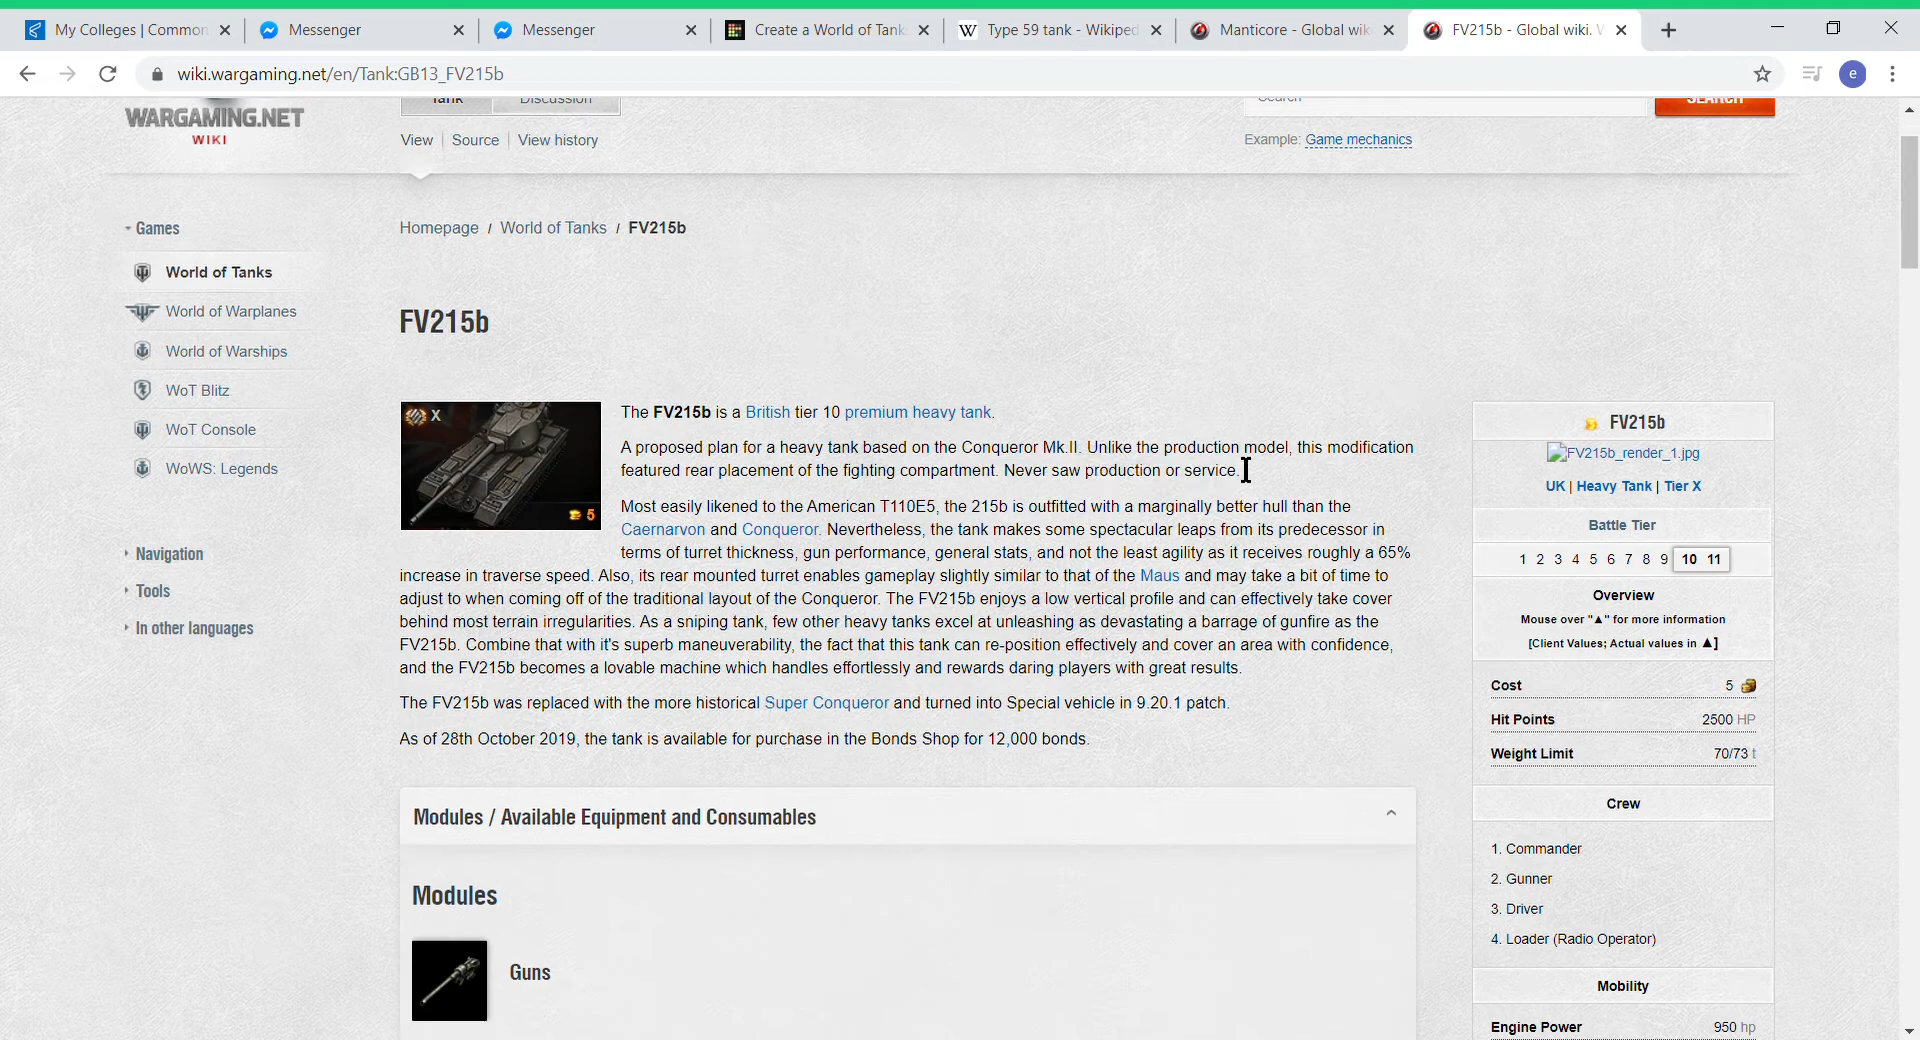 My Colleges | Common
Messenger
Messenger
Create a World of Tank
Type 59 tank - Wikiped
Manticore - Global wik
FV215b - Global wiki. W
wiki.wargaming.net/en/Tank:GB13_FV215b
e
WARGAMING.NET
WIKI
Tank
Discussion
Search
SEARCH
View
Source
View history
Example: Game mechanics
Games
World of Tanks
World of Warplanes
World of Warships
WoT Blitz
WoT Console
WoWS: Legends
Navigation
Tools
In other languages
Homepage / World of Tanks / FV215b
FV215b
X
5
The FV215b is a British tier 10 premium heavy tank.
A proposed plan for a heavy tank based on the Conqueror Mk.II. Unlike the production model, this modification
featured rear placement of the fighting compartment. Never saw production or service.
Most easily likened to the American T110E5, the 215b is outfitted with a marginally better hull than the
Caernarvon and Conqueror. Nevertheless, the tank makes some spectacular leaps from its predecessor in
terms of turret thickness, gun performance, general stats, and not the least agility as it receives roughly a 65%
increase in traverse speed. Also, its rear mounted turret enables gameplay slightly similar to that of the Maus and may take a bit of time to
adjust to when coming off of the traditional layout of the Conqueror. The FV215b enjoys a low vertical profile and can effectively take cover
behind most terrain irregularities. As a sniping tank, few other heavy tanks excel at unleashing as devastating a barrage of gunfire as the
FV215b. Combine that with it's superb maneuverability, the fact that this tank can re-position effectively and cover an area with confidence,
and the FV215b becomes a lovable machine which handles effortlessly and rewards daring players with great results.
The FV215b was replaced with the more historical Super Conqueror and turned into Special vehicle in 9.20.1 patch.
As of 28th October 2019, the tank is available for purchase in the Bonds Shop for 12,000 bonds.
Modules / Available Equipment and Consumables
Modules
Guns
FV215b
FV215b_render_1.jpg
UK | Heavy Tank | Tier X
Battle Tier
1 2 3 4 5 6 7 8 9 10 11
Overview
Mouse over "▲" for more information
[Client Values; Actual values in ▲]
Cost 5
Hit Points 2500 HP
Weight Limit 70/73 t
Crew
1. Commander
2. Gunner
3. Driver
4. Loader (Radio Operator)
Mobility
Engine Power 950 hp